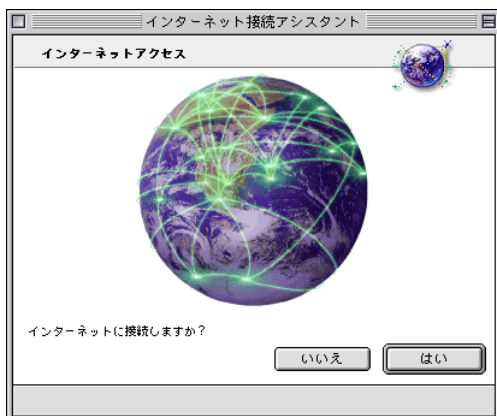 インターネット接続アシスタント
インターネットアクセス
インターネットに接続しますか?
いいえ
はい